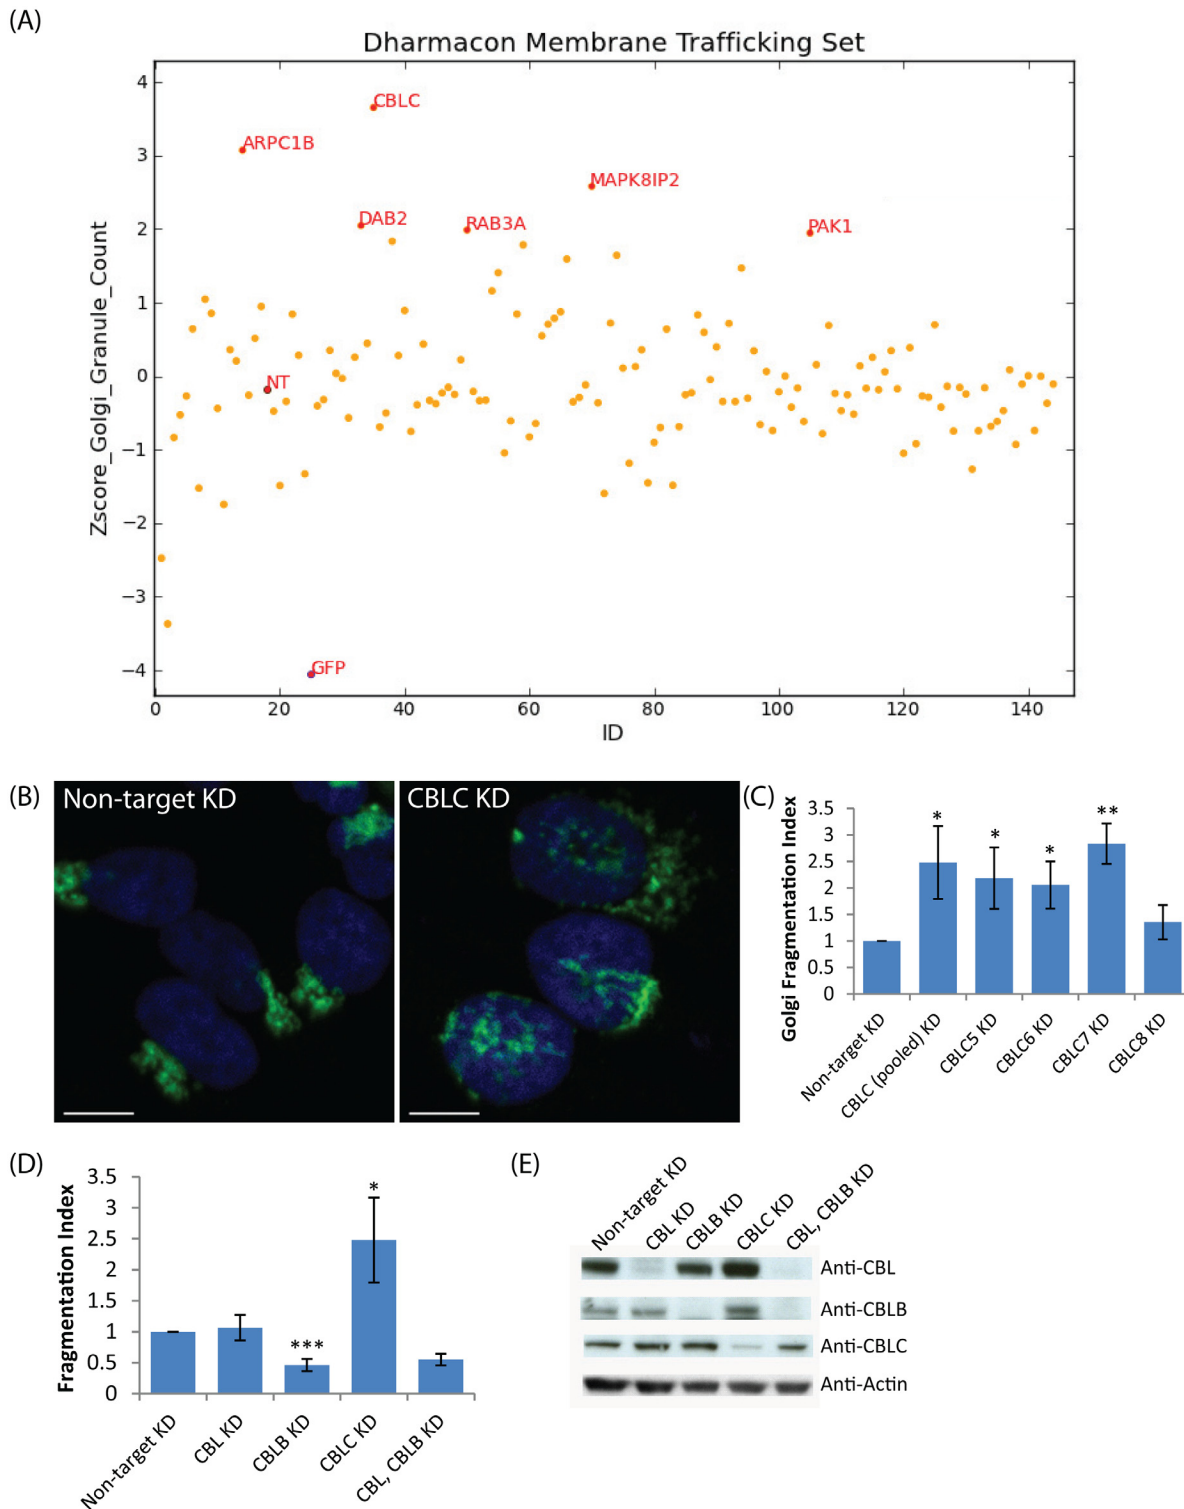 (A)
Dharmacon Membrane Trafficking Set
Zscore_Golgi_Granule_Count
4
3
2
1
0
−1
−2
−3
−4
CBLC
ARPC1B
MAPK8IP2
DAB2
RAB3A
PAK1
NT
GFP
0 20 40 60 80 100 120 140
ID
(B)
Non-target KD
CBLC KD
(C)
Golgi Fragmentation Index
3.5
3
2.5
2
1.5
1
0.5
0
* * * **
Non-target KD
CBLC (pooled) KD
CBLC5 KD
CBLC6 KD
CBLC7 KD
CBLC8 KD
(D)
Fragmentation Index
3.5
3
2.5
2
1.5
1
0.5
0
*** *
Non-target KD
CBL KD
CBLB KD
CBLC KD
CBL, CBLB KD
(E)
Non-target KD
CBL KD
CBLB KD
CBLC KD
CBL, CBLB KD
Anti-CBL
Anti-CBLB
Anti-CBLC
Anti-Actin